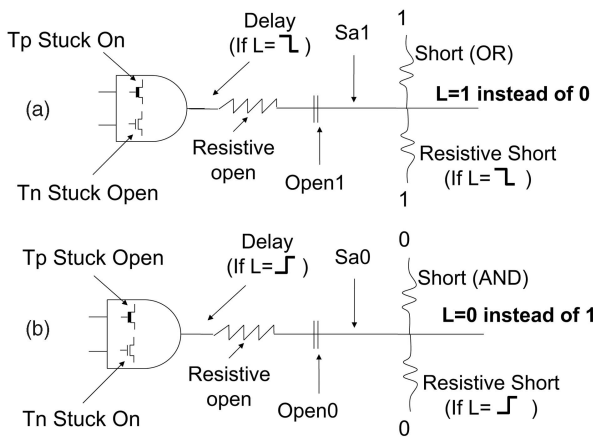 Tp Stuck On
Delay
(If L= )
Sa1
1
Short (OR)
L=1 instead of 0
(a)
Resistive
open
Tn Stuck Open
Open1
Resistive Short
(If L= )
1
Tp Stuck Open
Delay
(If L= )
Sa0
0
Short (AND)
L=0 instead of 1
(b)
Resistive
open
Tn Stuck On
Open0
Resistive Short
(If L= )
0